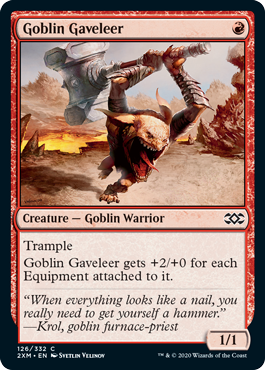 Goblin Gaveleer
Creature — Goblin Warrior
Trample
Goblin Gaveleer gets +2/+0 for each
Equipment attached to it.
“When everything looks like a nail, you
really need to get yourself a hammer.”
—Krol, goblin furnace-priest
1/1
126/332 C
2XM • EN Svetlin Velinov
™ & © 2020 Wizards of the Coast